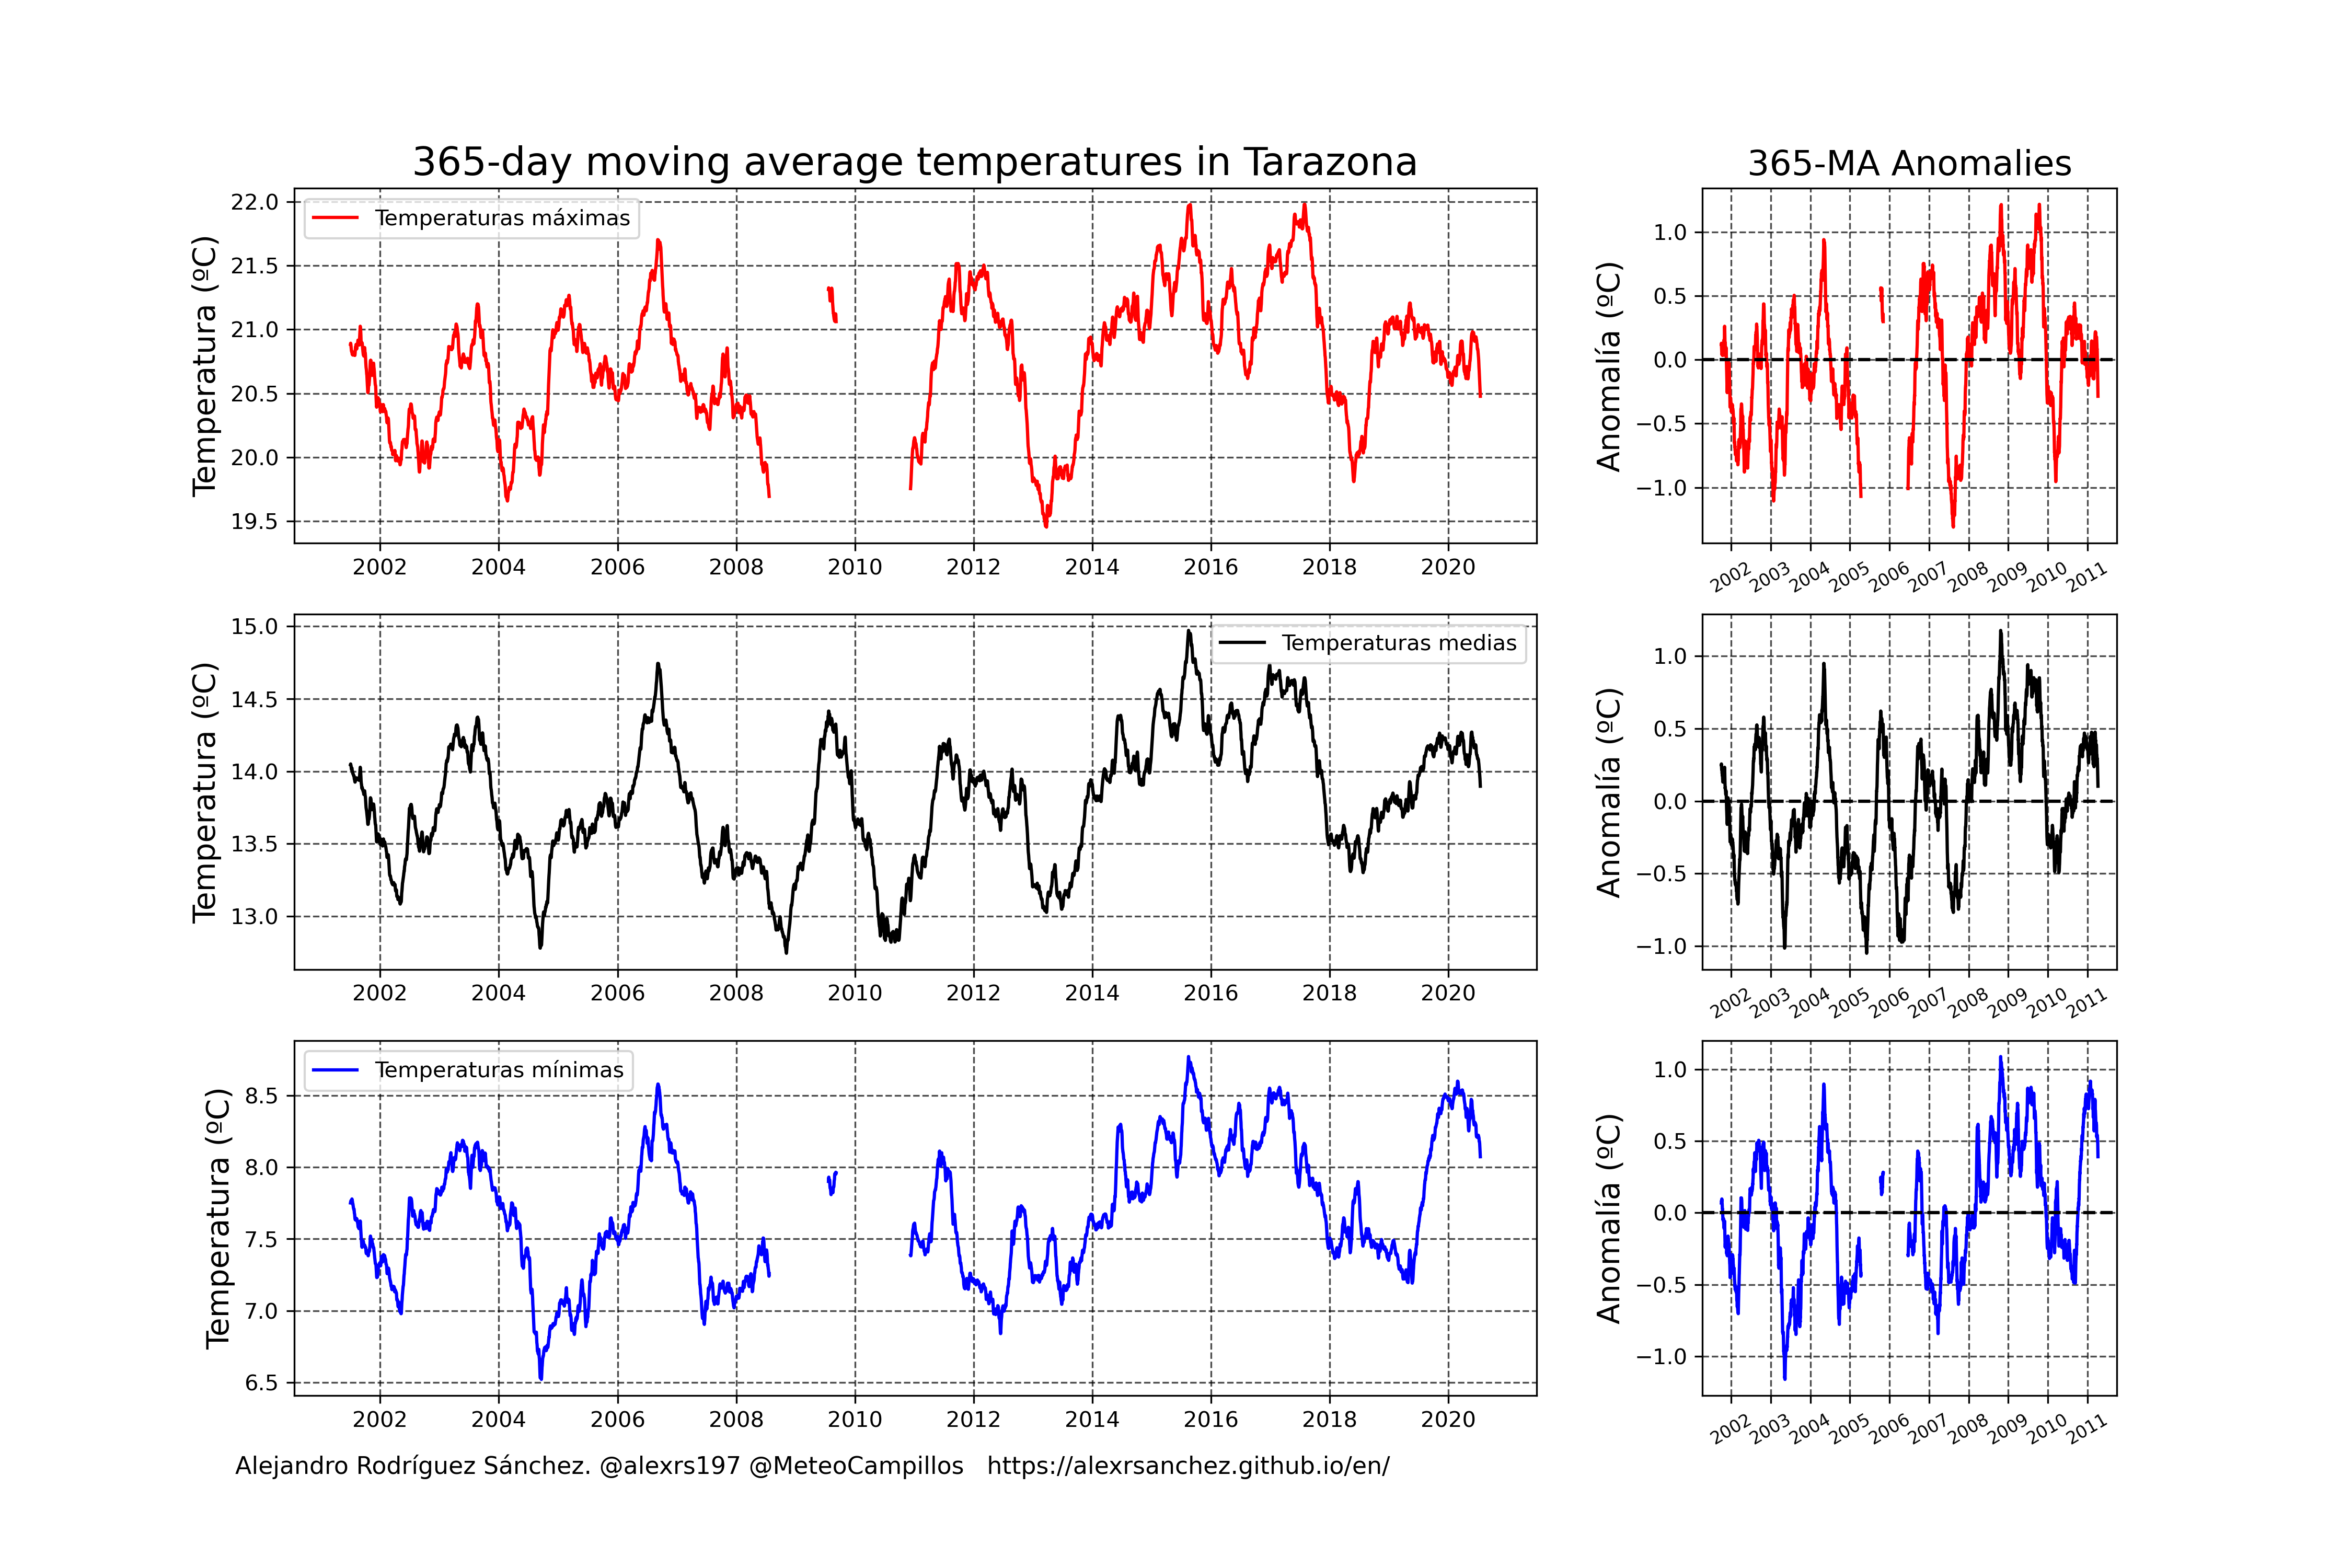 365-day moving average temperatures in Tarazona
365-MA Anomalies
Temperatura (ºC)
22.0
21.5
21.0
20.5
20.0
19.5
Temperaturas máximas
2002 2004 2006 2008 2010 2012 2014 2016 2018 2020
Anomalía (ºC)
1.0
0.5
0.0
−0.5
−1.0
2002 2003 2004 2005 2006 2007 2008 2009 2010 2011
Temperatura (ºC)
15.0
14.5
14.0
13.5
13.0
Temperaturas medias
2002 2004 2006 2008 2010 2012 2014 2016 2018 2020
Anomalía (ºC)
1.0
0.5
0.0
−0.5
−1.0
2002 2003 2004 2005 2006 2007 2008 2009 2010 2011
Temperatura (ºC)
8.5
8.0
7.5
7.0
6.5
Temperaturas mínimas
2002 2004 2006 2008 2010 2012 2014 2016 2018 2020
Anomalía (ºC)
1.0
0.5
0.0
−0.5
−1.0
2002 2003 2004 2005 2006 2007 2008 2009 2010 2011
Alejandro Rodríguez Sánchez. @alexrs197 @MeteoCampillos https://alexrsanchez.github.io/en/